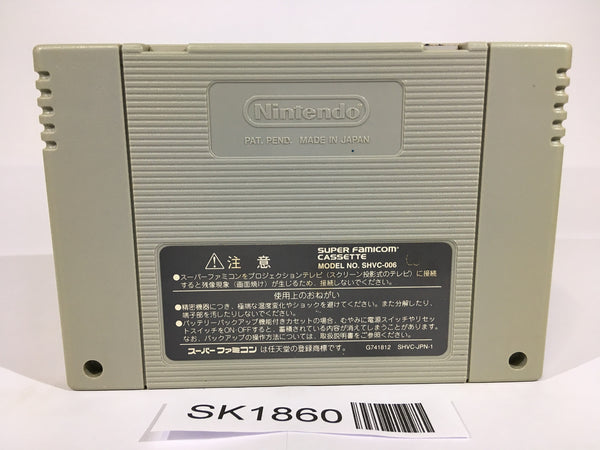 Nintendo
PAT. PEND. MADE IN JAPAN
SUPER FAMICOM
CASSETTE
MODEL NO. SHVC-006
注意
●スーパーファミコンをプロジェクションテレビ（スクリーン投影式のテレビ）に接続
すると残像現象（画面焼け）が生じるため、接続しないでください。
使用上のおねがい
●精密機器につき、極端な温度変化やショックを避けてください。また分解したり、
端子部を汚したりしないでください。
●バッテリーバックアップ機能付きカセットの場合、むやみに電源スイッチやリセ
ットスイッチをON・OFFすると、蓄積されている内容が消えてしまうことがあります。
なお、バックアップの操作方法については、取扱説明書をご参照ください。
スーパーファミコンは任天堂の登録商標です。
G741812 SHVC-JPN-1
SK1860